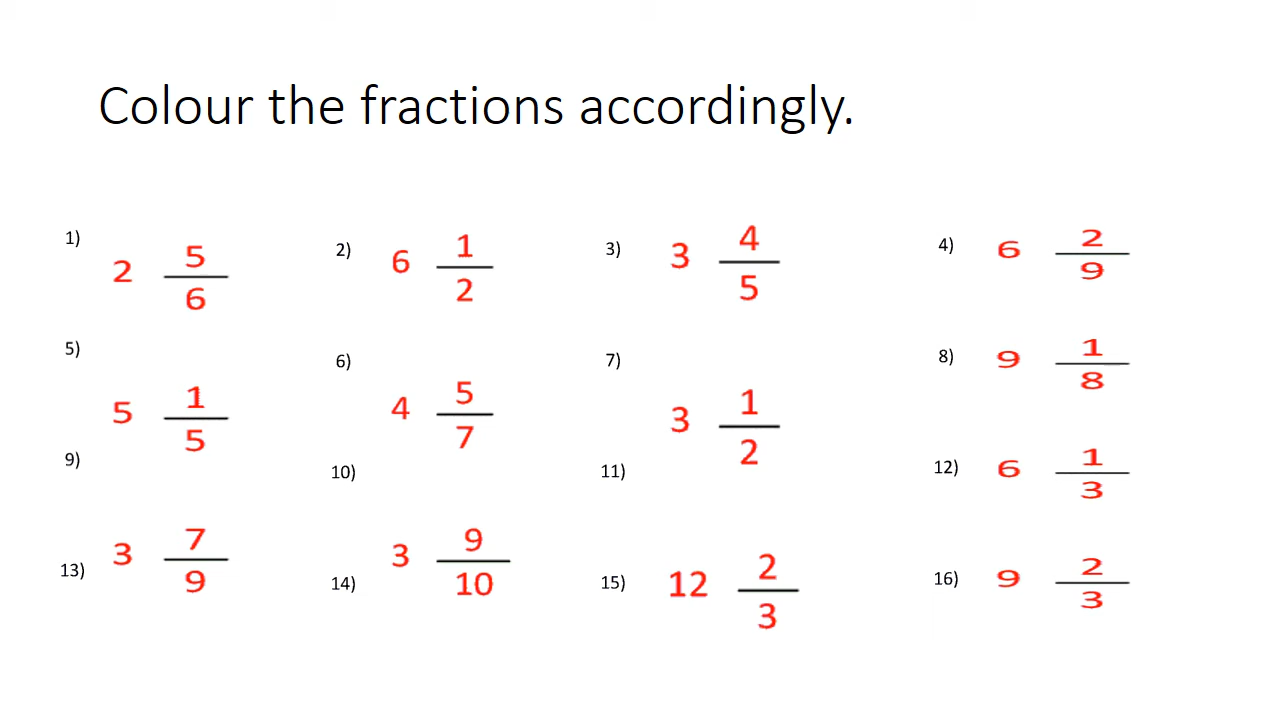 Colour the fractions accordingly.
1) 2 5/6
2) 6 1/2
3) 3 4/5
4) 6 2/9
5) 5 1/5
6) 4 5/7
7) 3 1/2
8) 9 1/8
9)
10)
11)
12) 6 1/3
13) 3 7/9
14) 3 9/10
15) 12 2/3
16) 9 2/3